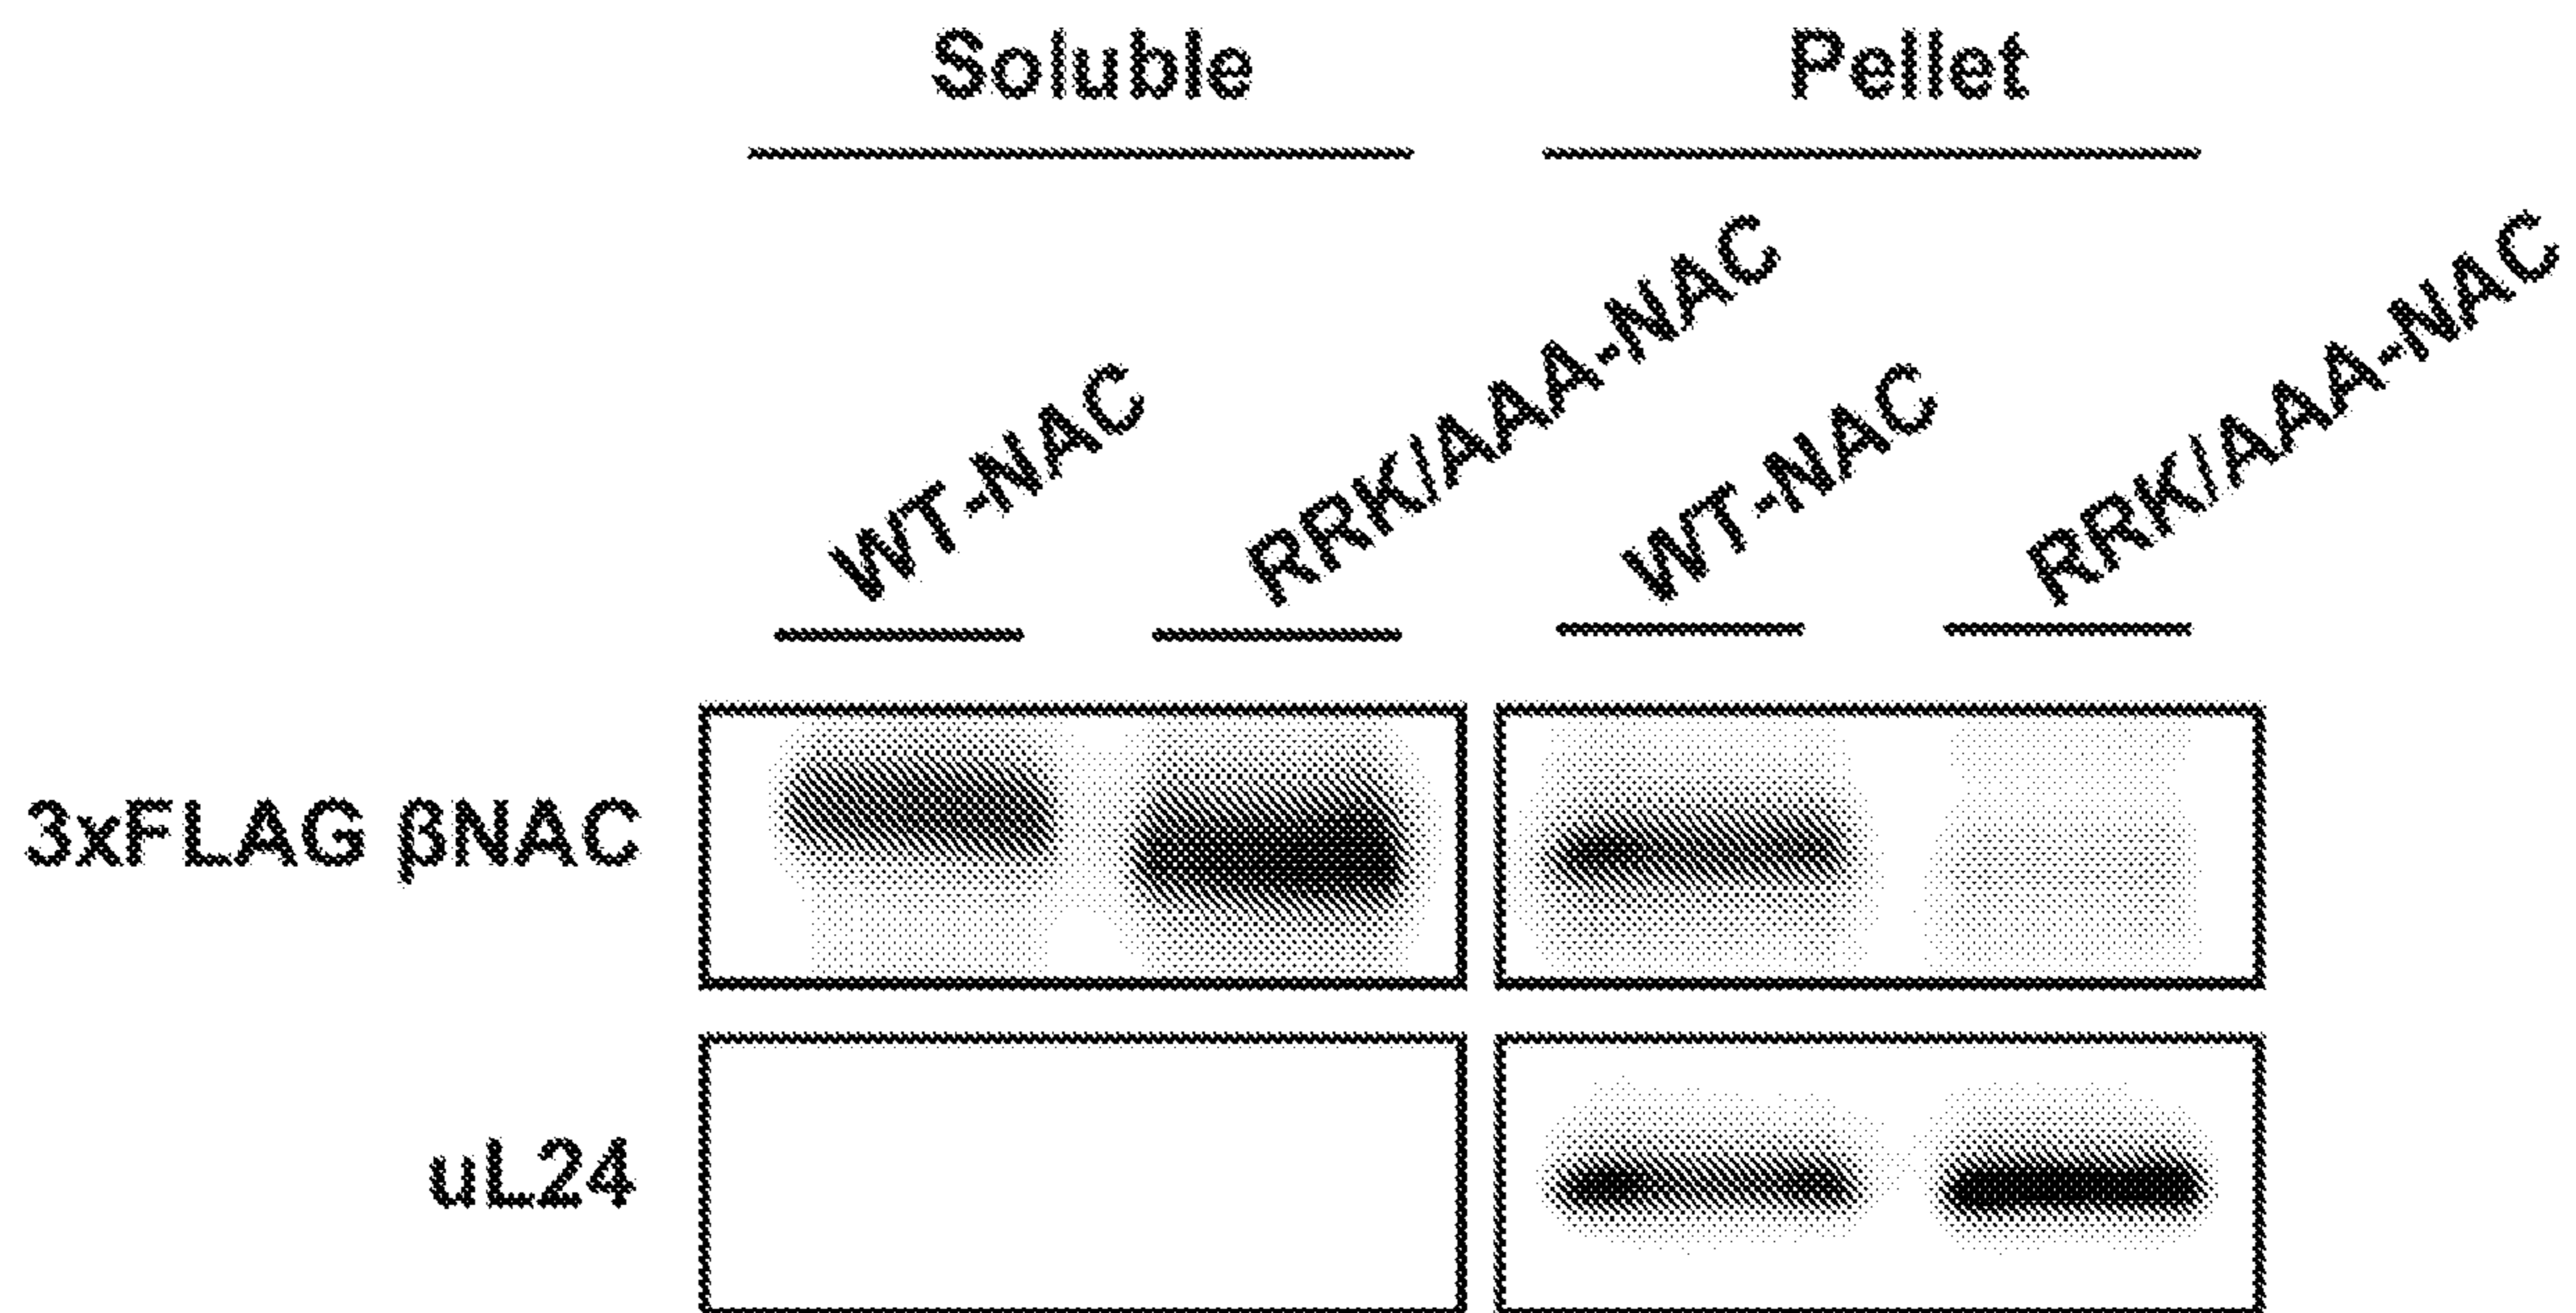 Soluble Pellet
WT-NAC RRK/AAA-NAC WT-NAC RRK/AAA-NAC
3xFLAG βNAC
uL24